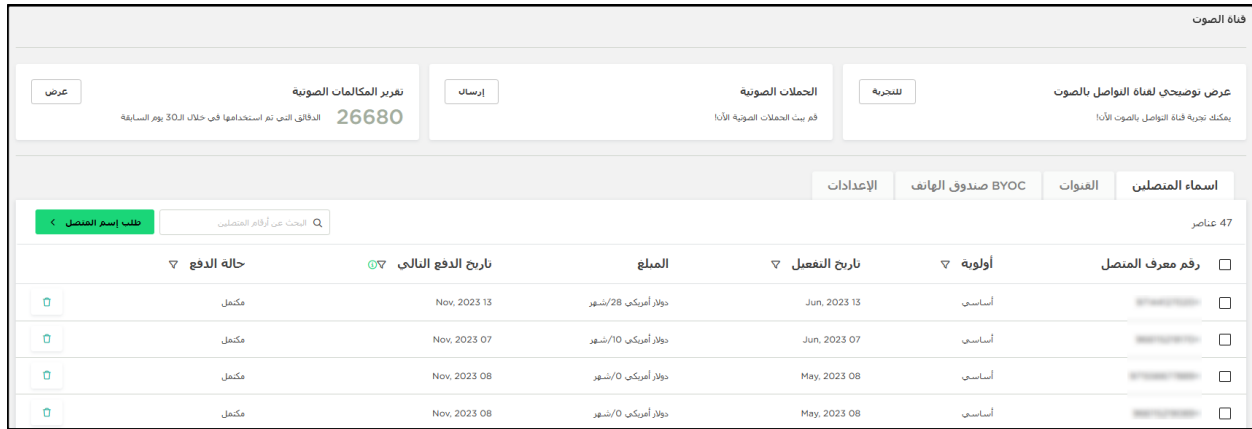 قناة الصوت
عرض توضيحي لقناة التواصل بالصوت
للتجربة
يمكنك تجربة قناة التواصل بالصوت الأن!
الحملات الصوتية
إرسال
قم ببث الحملات الصوتية الأن!
تقرير المكالمات الصوتية
عرض
26680 الدقائق التي تم استخدامها في خلال الـ30 يوم السابقة
اسماء المتصلين القنوات BYOC صندوق الهاتف الإعدادات
47 عناصر البحث عن أرقام المتصلين طلب إسم المتصل
رقم معرف المتصل أولوية تاريخ التفعيل المبلغ تاريخ الدفع التالي حالة الدفع
أساسي Jun, 2023 13 دولار أمريكي 28/شهر Nov, 2023 13 مكتمل
أساسي Jun, 2023 07 دولار أمريكي 10/شهر Nov, 2023 07 مكتمل
أساسي May, 2023 08 دولار أمريكي 0/شهر Nov, 2023 08 مكتمل
أساسي May, 2023 08 دولار أمريكي 0/شهر Nov, 2023 08 مكتمل